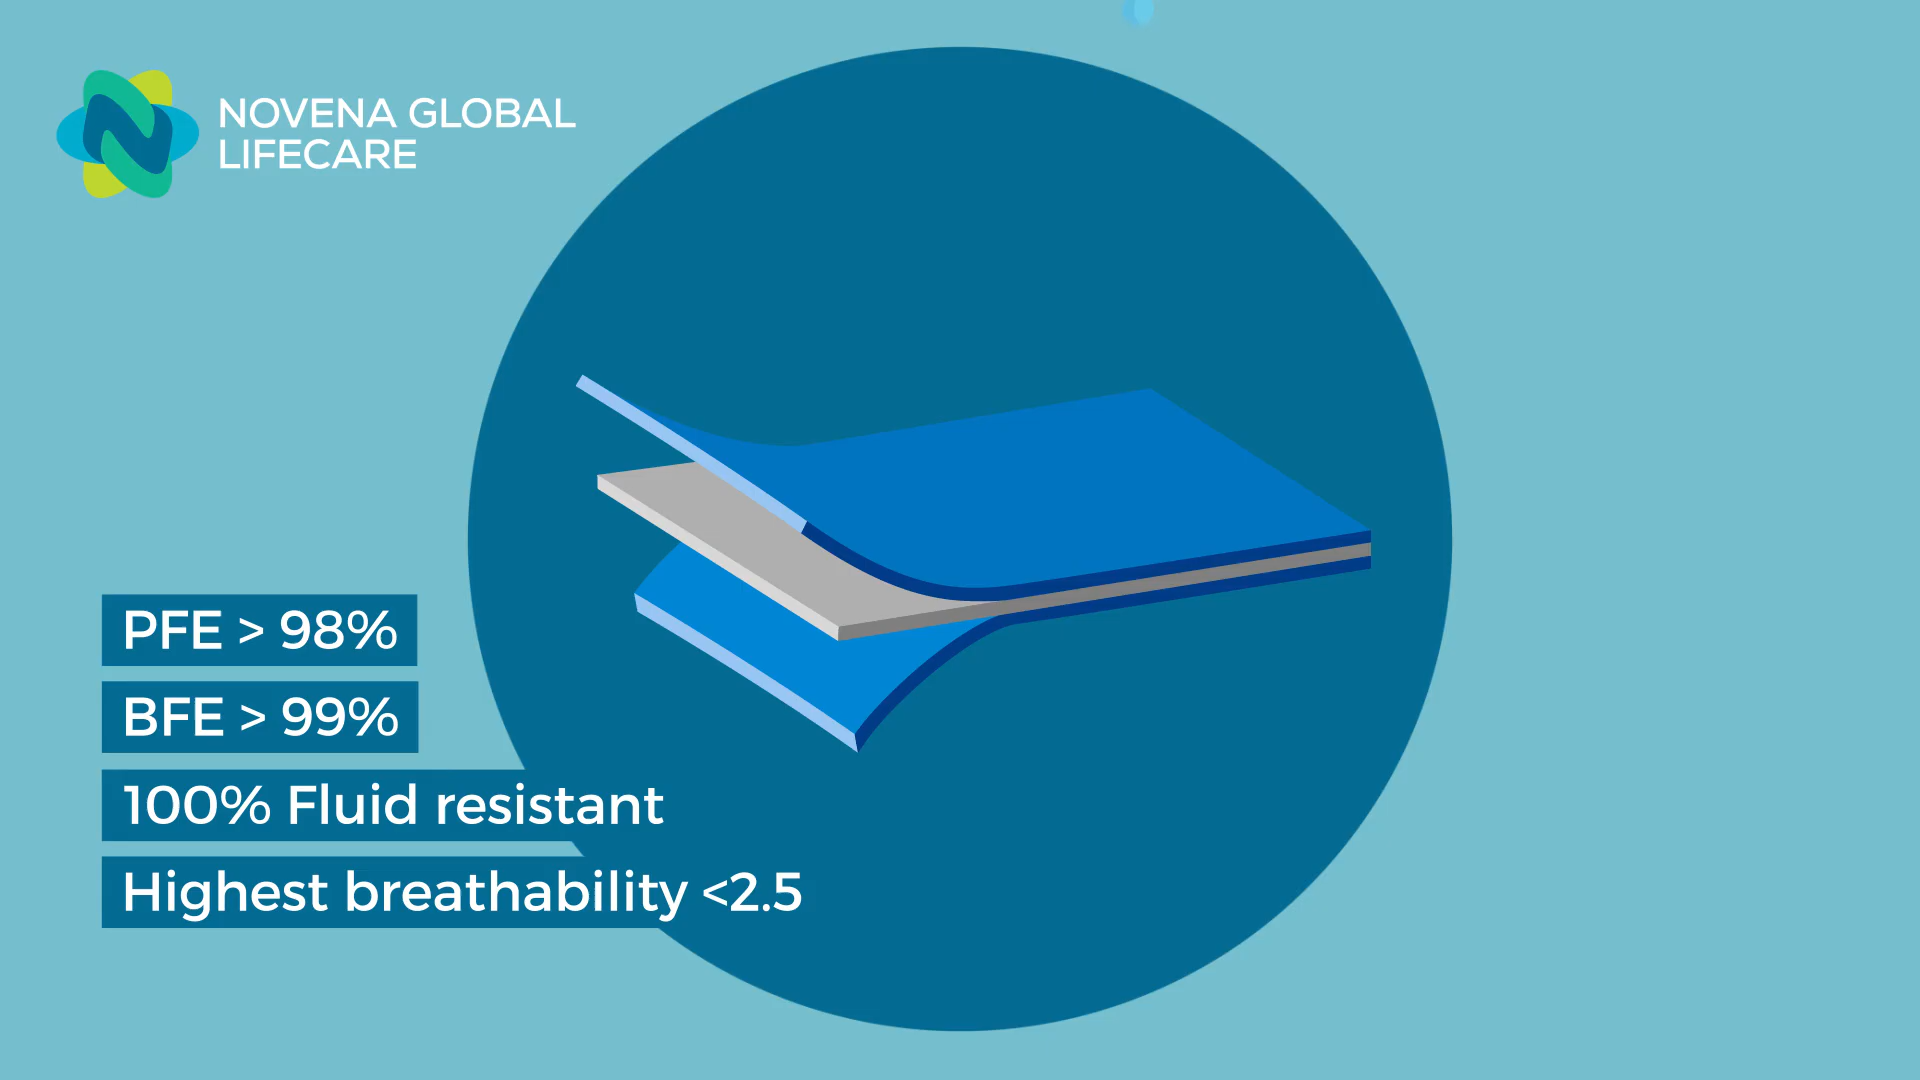 NOVENA GLOBAL
LIFECARE
PFE > 98%
BFE > 99%
100% Fluid resistant
Highest breathability <2.5